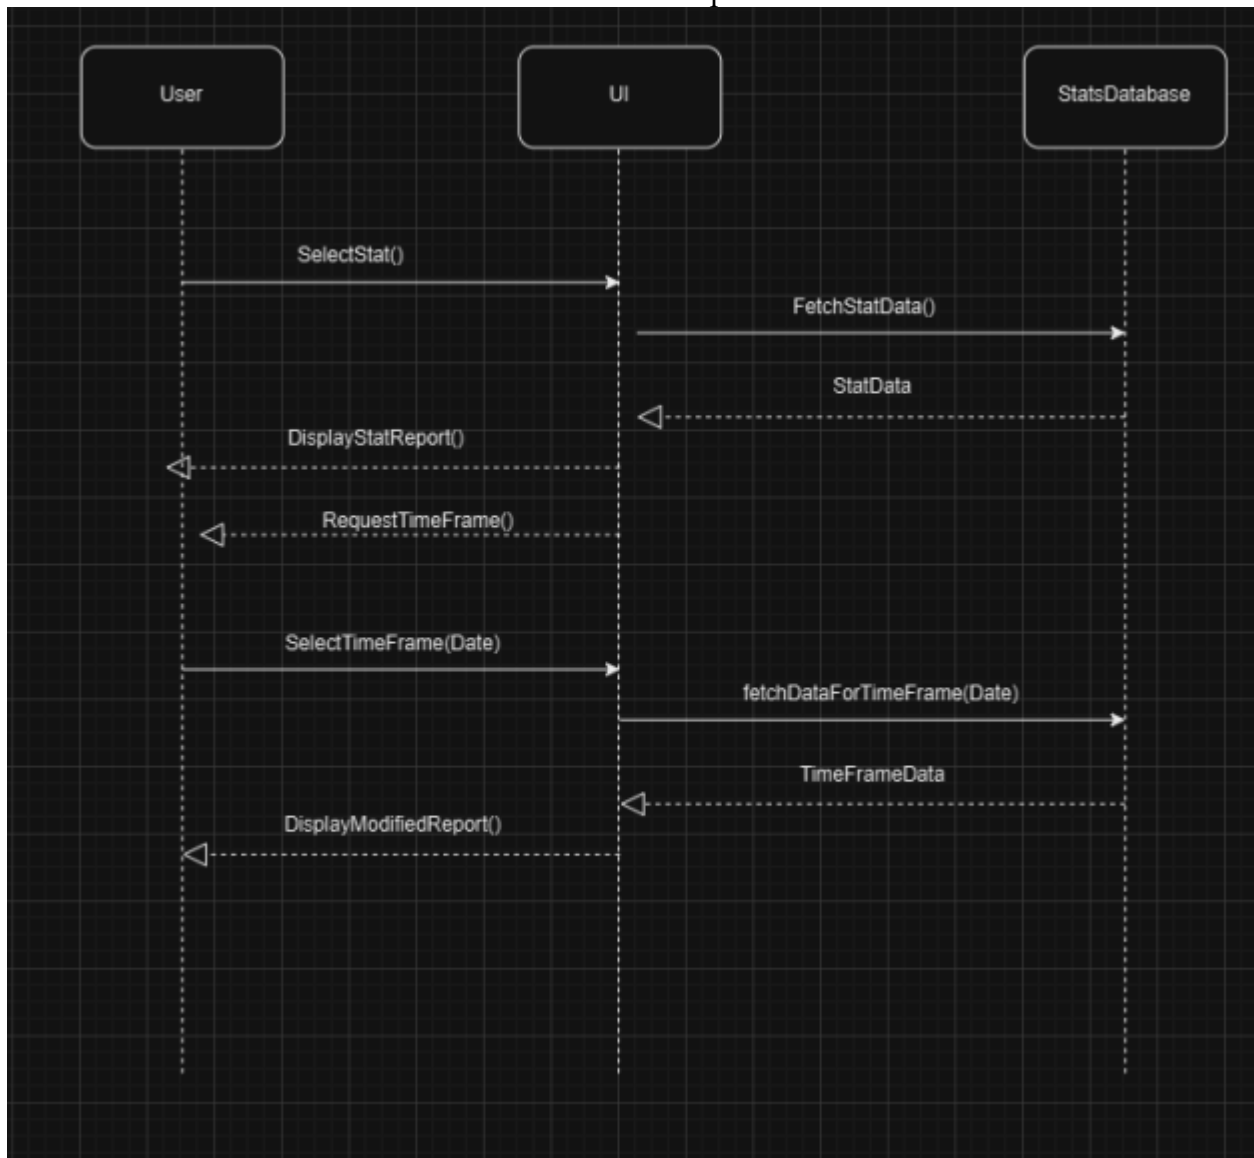 User
UI
StatsDatabase
SelectStat()
FetchStatData()
StatData
DisplayStatReport()
RequestTimeFrame()
SelectTimeFrame(Date)
fetchDataForTimeFrame(Date)
TimeFrameData
DisplayModifiedReport()